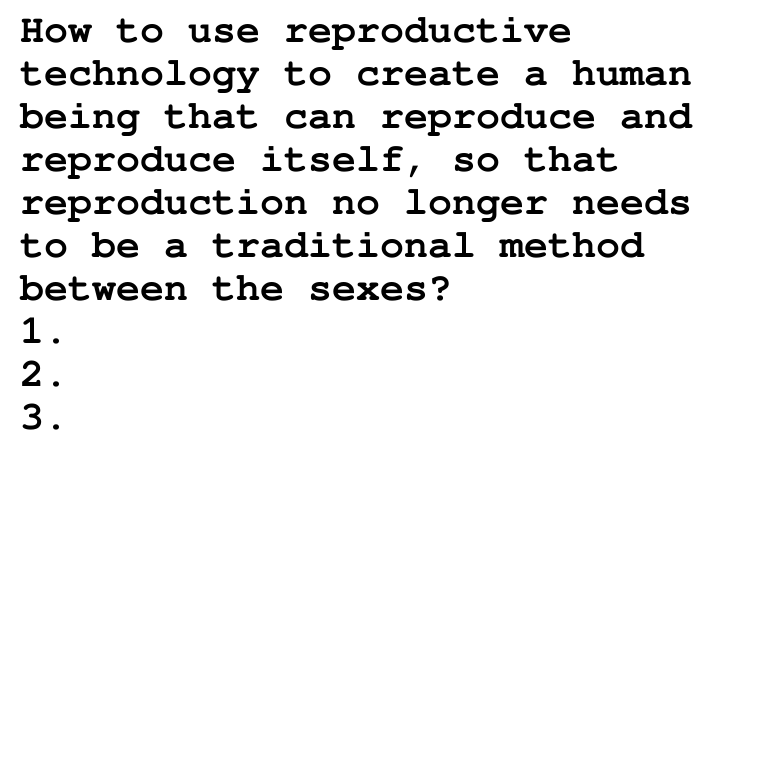 How to use reproductive
technology to create a human
being that can reproduce and
reproduce itself, so that
reproduction no longer needs
to be a traditional method
between the sexes?
1.
2.
3.